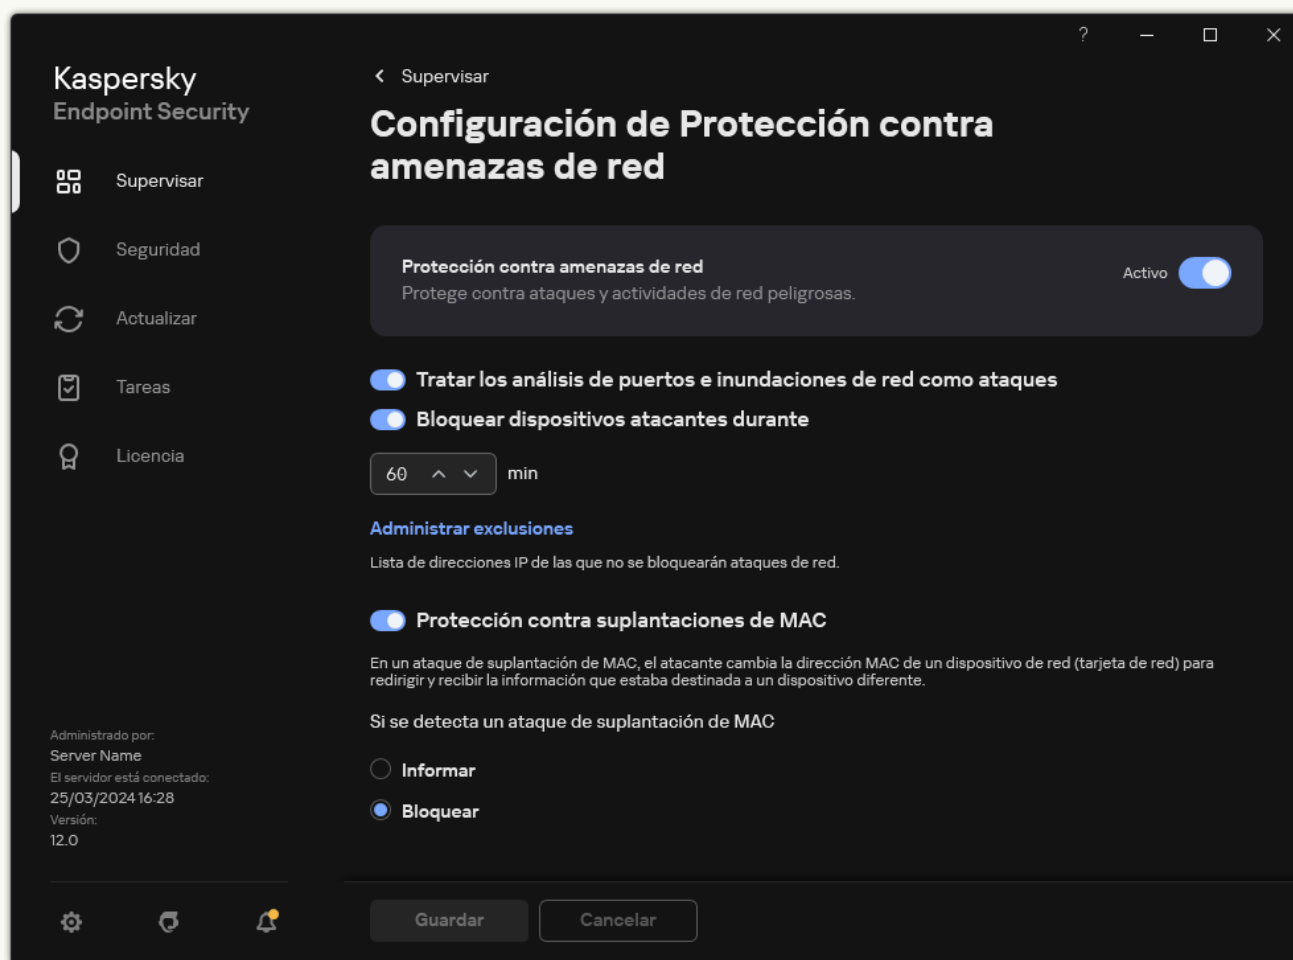 ?
Kaspersky
Endpoint Security
Supervisar
Seguridad
Actualizar
Tareas
Licencia
Administrado por:
Server Name
El servidor está conectado:
25/03/2024 16:28
Versión:
12.0
Supervisar
Configuración de Protección contra
amenazas de red
Protección contra amenazas de red
Protege contra ataques y actividades de red peligrosas.
Activo
Tratar los análisis de puertos e inundaciones de red como ataques
Bloquear dispositivos atacantes durante
60 min
Administrar exclusiones
Lista de direcciones IP de las que no se bloquearán ataques de red.
Protección contra suplantaciones de MAC
En un ataque de suplantación de MAC, el atacante cambia la dirección MAC de un dispositivo de red (tarjeta de red) para
redirigir y recibir la información que estaba destinada a un dispositivo diferente.
Si se detecta un ataque de suplantación de MAC
Informar
Bloquear
Guardar
Cancelar